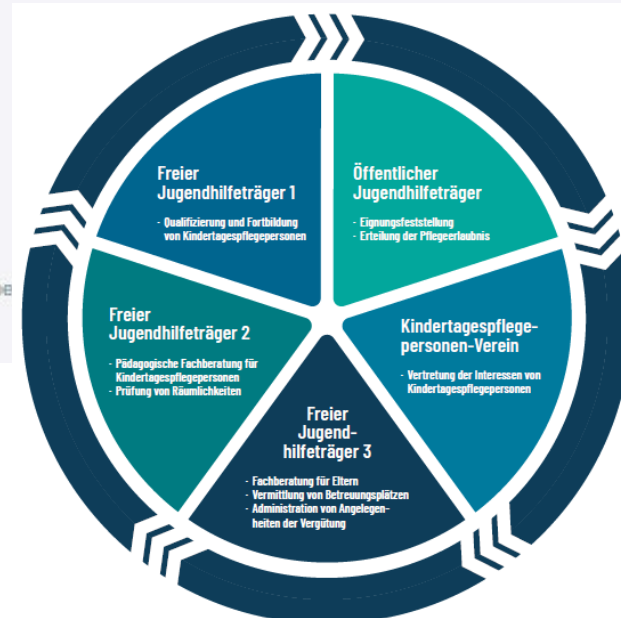 Freier
Jugendhilfeträger 1
- Qualifizierung und Fortbildung
von Kindertagespflegepersonen
Öffentlicher
Jugendhilfeträger
- Eignungsfeststellung
- Erteilung der Pflegeerlaubnis
Freier
Jugendhilfeträger 2
- Pädagogische Fachberatung für
Kindertagespflegepersonen
- Prüfung von Räumlichkeiten
Kindertagespflege-
personen-Verein
- Vertretung der Interessen von
Kindertagespflegepersonen
Freier
Jugend-
hilfeträger 3
- Fachberatung für Eltern
- Vermittlung von Betreuungsplätzen
- Administration von Angelegen-
heiten der Vergütung